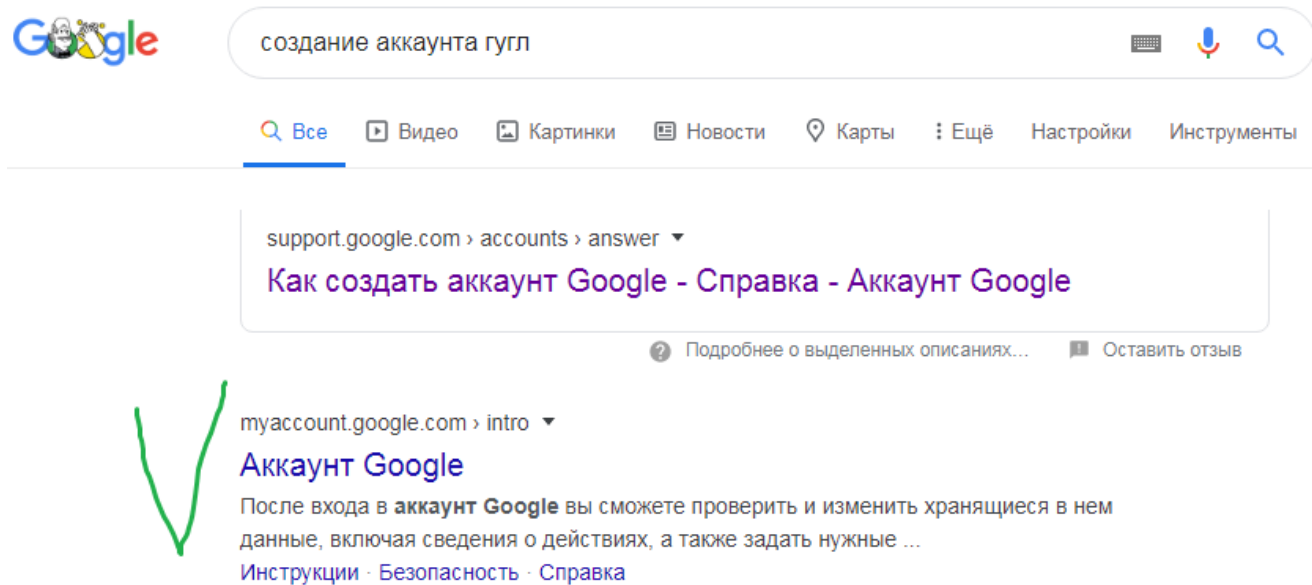 Google
создание аккаунта гугл
Все Видео Картинки Новости Карты Ещё Настройки Инструменты
support.google.com › accounts › answer
Как создать аккаунт Google - Справка - Аккаунт Google
Подробнее о выделенных описаниях... Оставить отзыв
myaccount.google.com › intro
Аккаунт Google
После входа в аккаунт Google вы сможете проверить и изменить хранящиеся в нем
данные, включая сведения о действиях, а также задать нужные ...
Инструкции · Безопасность · Справка